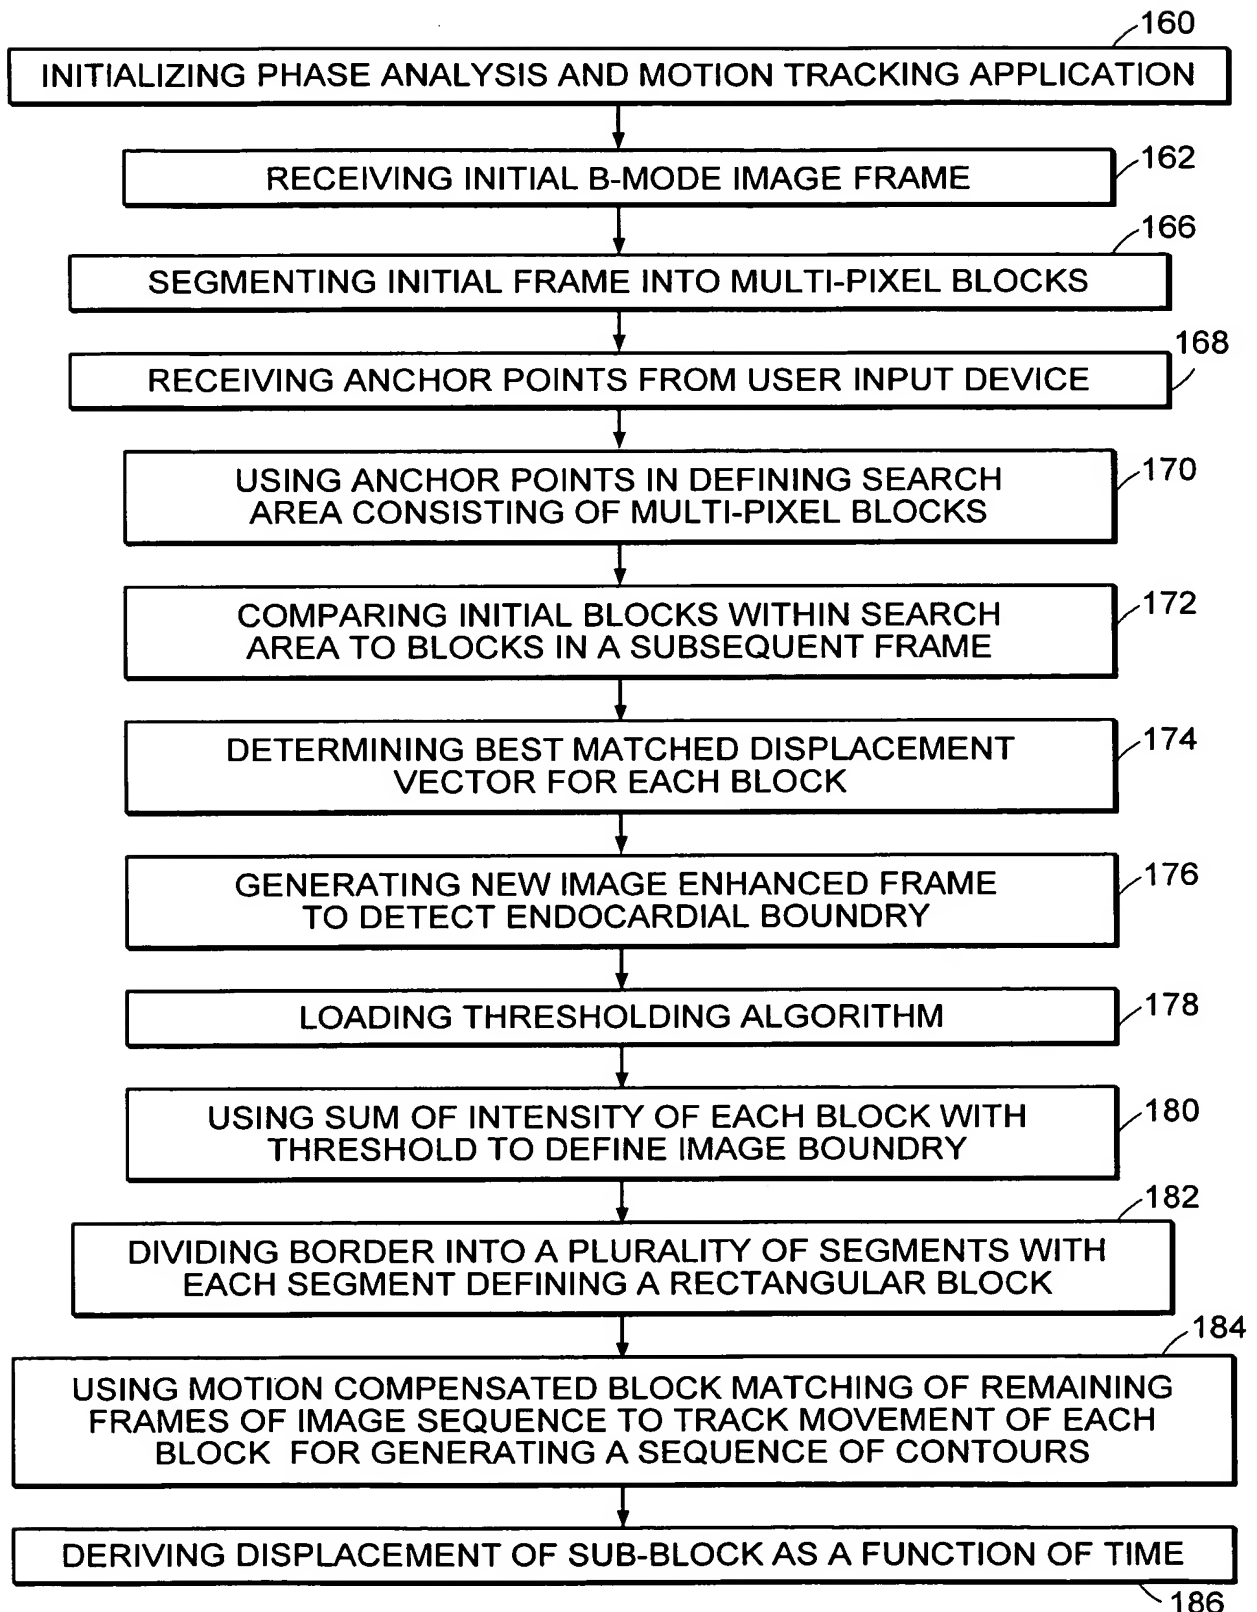 160
INITIALIZING PHASE ANALYSIS AND MOTION TRACKING APPLICATION
162
RECEIVING INITIAL B-MODE IMAGE FRAME
166
SEGMENTING INITIAL FRAME INTO MULTI-PIXEL BLOCKS
168
RECEIVING ANCHOR POINTS FROM USER INPUT DEVICE
170
USING ANCHOR POINTS IN DEFINING SEARCH
AREA CONSISTING OF MULTI-PIXEL BLOCKS
172
COMPARING INITIAL BLOCKS WITHIN SEARCH
AREA TO BLOCKS IN A SUBSEQUENT FRAME
174
DETERMINING BEST MATCHED DISPLACEMENT
VECTOR FOR EACH BLOCK
176
GENERATING NEW IMAGE ENHANCED FRAME
TO DETECT ENDOCARDIAL BOUNDRY
178
LOADING THRESHOLDING ALGORITHM
180
USING SUM OF INTENSITY OF EACH BLOCK WITH
THRESHOLD TO DEFINE IMAGE BOUNDRY
182
DIVIDING BORDER INTO A PLURALITY OF SEGMENTS WITH
EACH SEGMENT DEFINING A RECTANGULAR BLOCK
184
USING MOTION COMPENSATED BLOCK MATCHING OF REMAINING
FRAMES OF IMAGE SEQUENCE TO TRACK MOVEMENT OF EACH
BLOCK FOR GENERATING A SEQUENCE OF CONTOURS
DERIVING DISPLACEMENT OF SUB-BLOCK AS A FUNCTION OF TIME
186